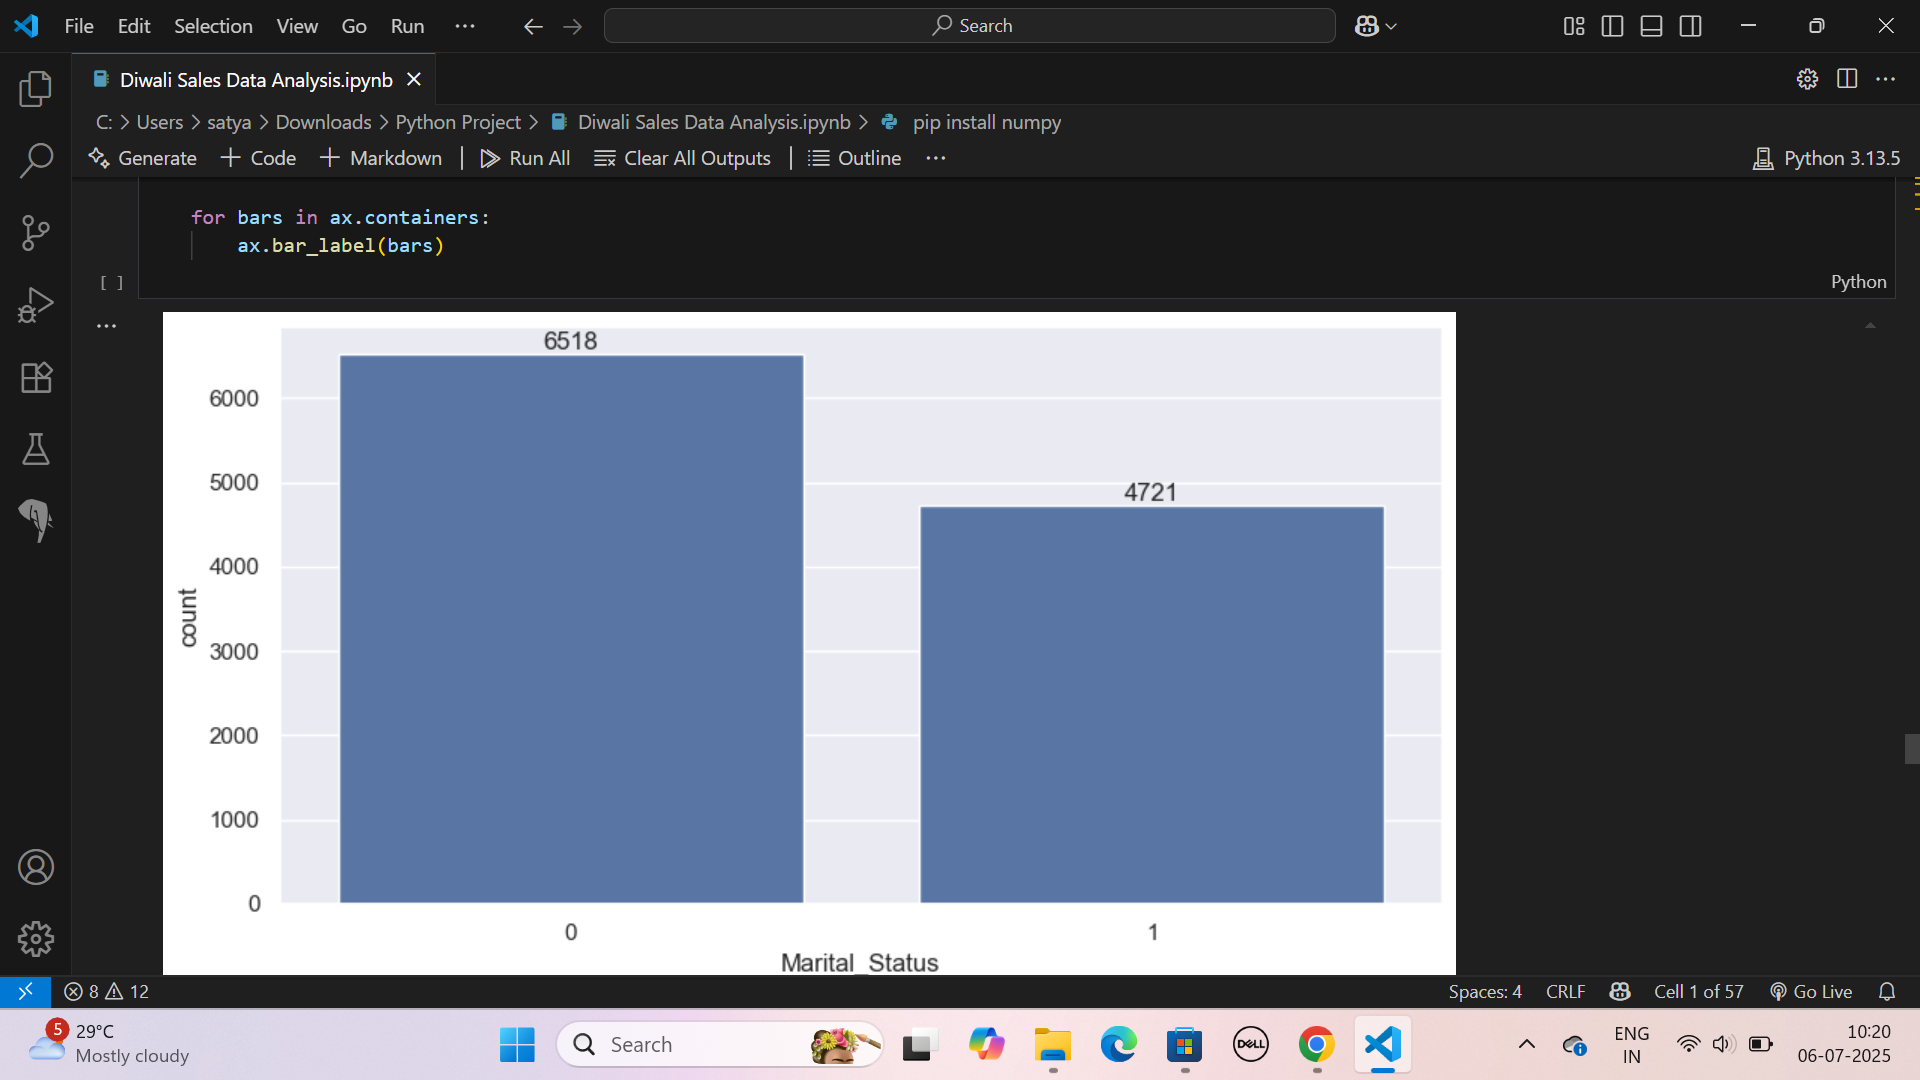 File Edit Selection View Go Run ···
Search
Diwali Sales Data Analysis.ipynb
C: > Users > satya > Downloads > Python Project > Diwali Sales Data Analysis.ipynb > pip install numpy
Generate + Code + Markdown | Run All Clear All Outputs | Outline ···
Python 3.13.5
for bars in ax.containers:
ax.bar_label(bars)
[ ]
Python
6518
4721
6000
5000
4000
3000
2000
1000
0
count
0 1
Marital_Status
8 12
Spaces: 4 CRLF Cell 1 of 57 Go Live
5
29°C
Mostly cloudy
Search
DELL
ENG
IN
10:20
06-07-2025